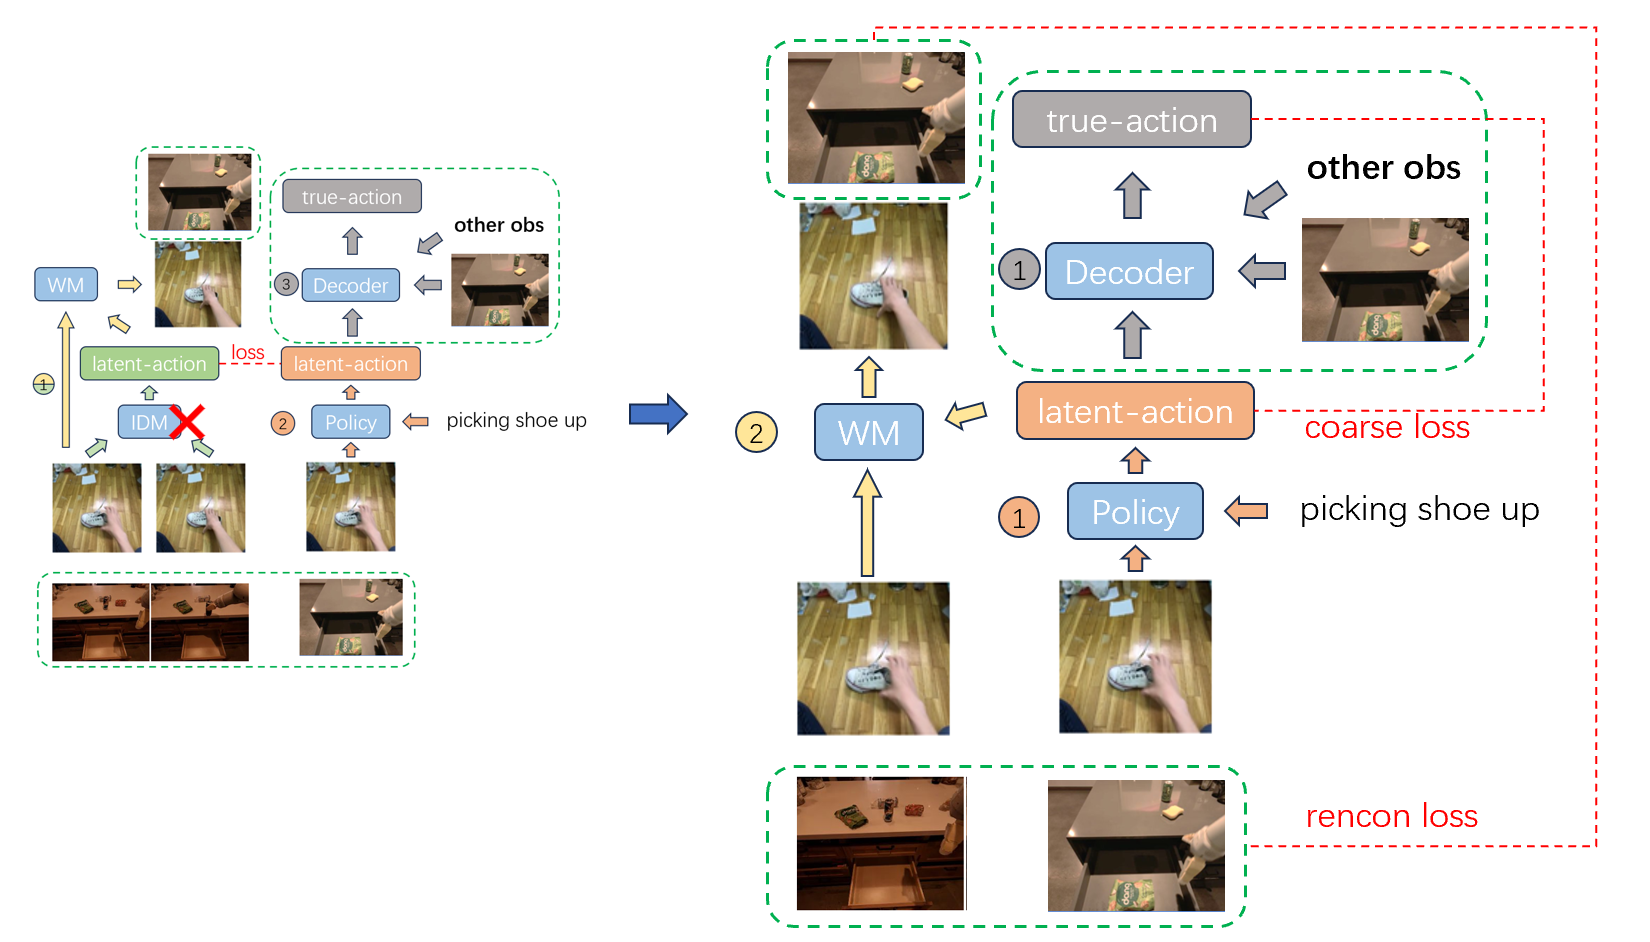 true-action
other obs
WM
3
Decoder
latent-action
loss
latent-action
1
IDM
2
Policy
picking shoe up
true-action
other obs
1
Decoder
latent-action
coarse loss
2
WM
1
Policy
picking shoe up
rencon loss